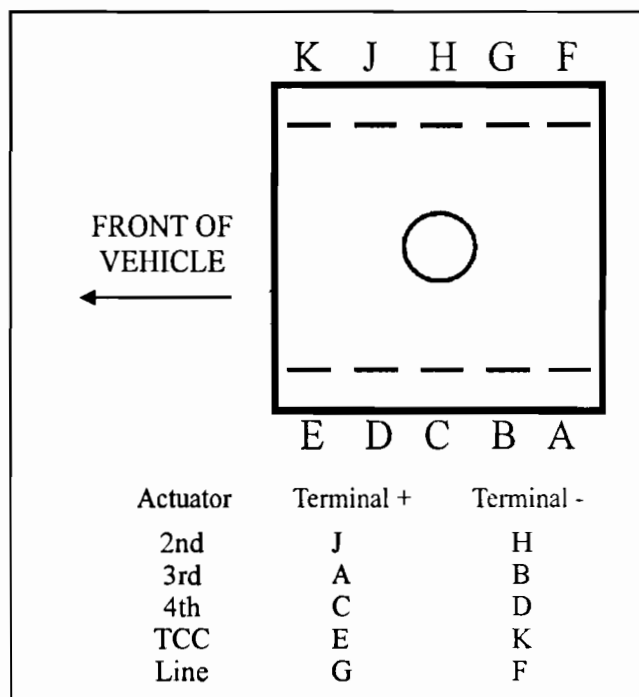 K J H G F
FRONT OF
VEHICLE
E D C B A
Actuator Terminal + Terminal -
2nd J H
3rd A B
4th C D
TCC E K
Line G F